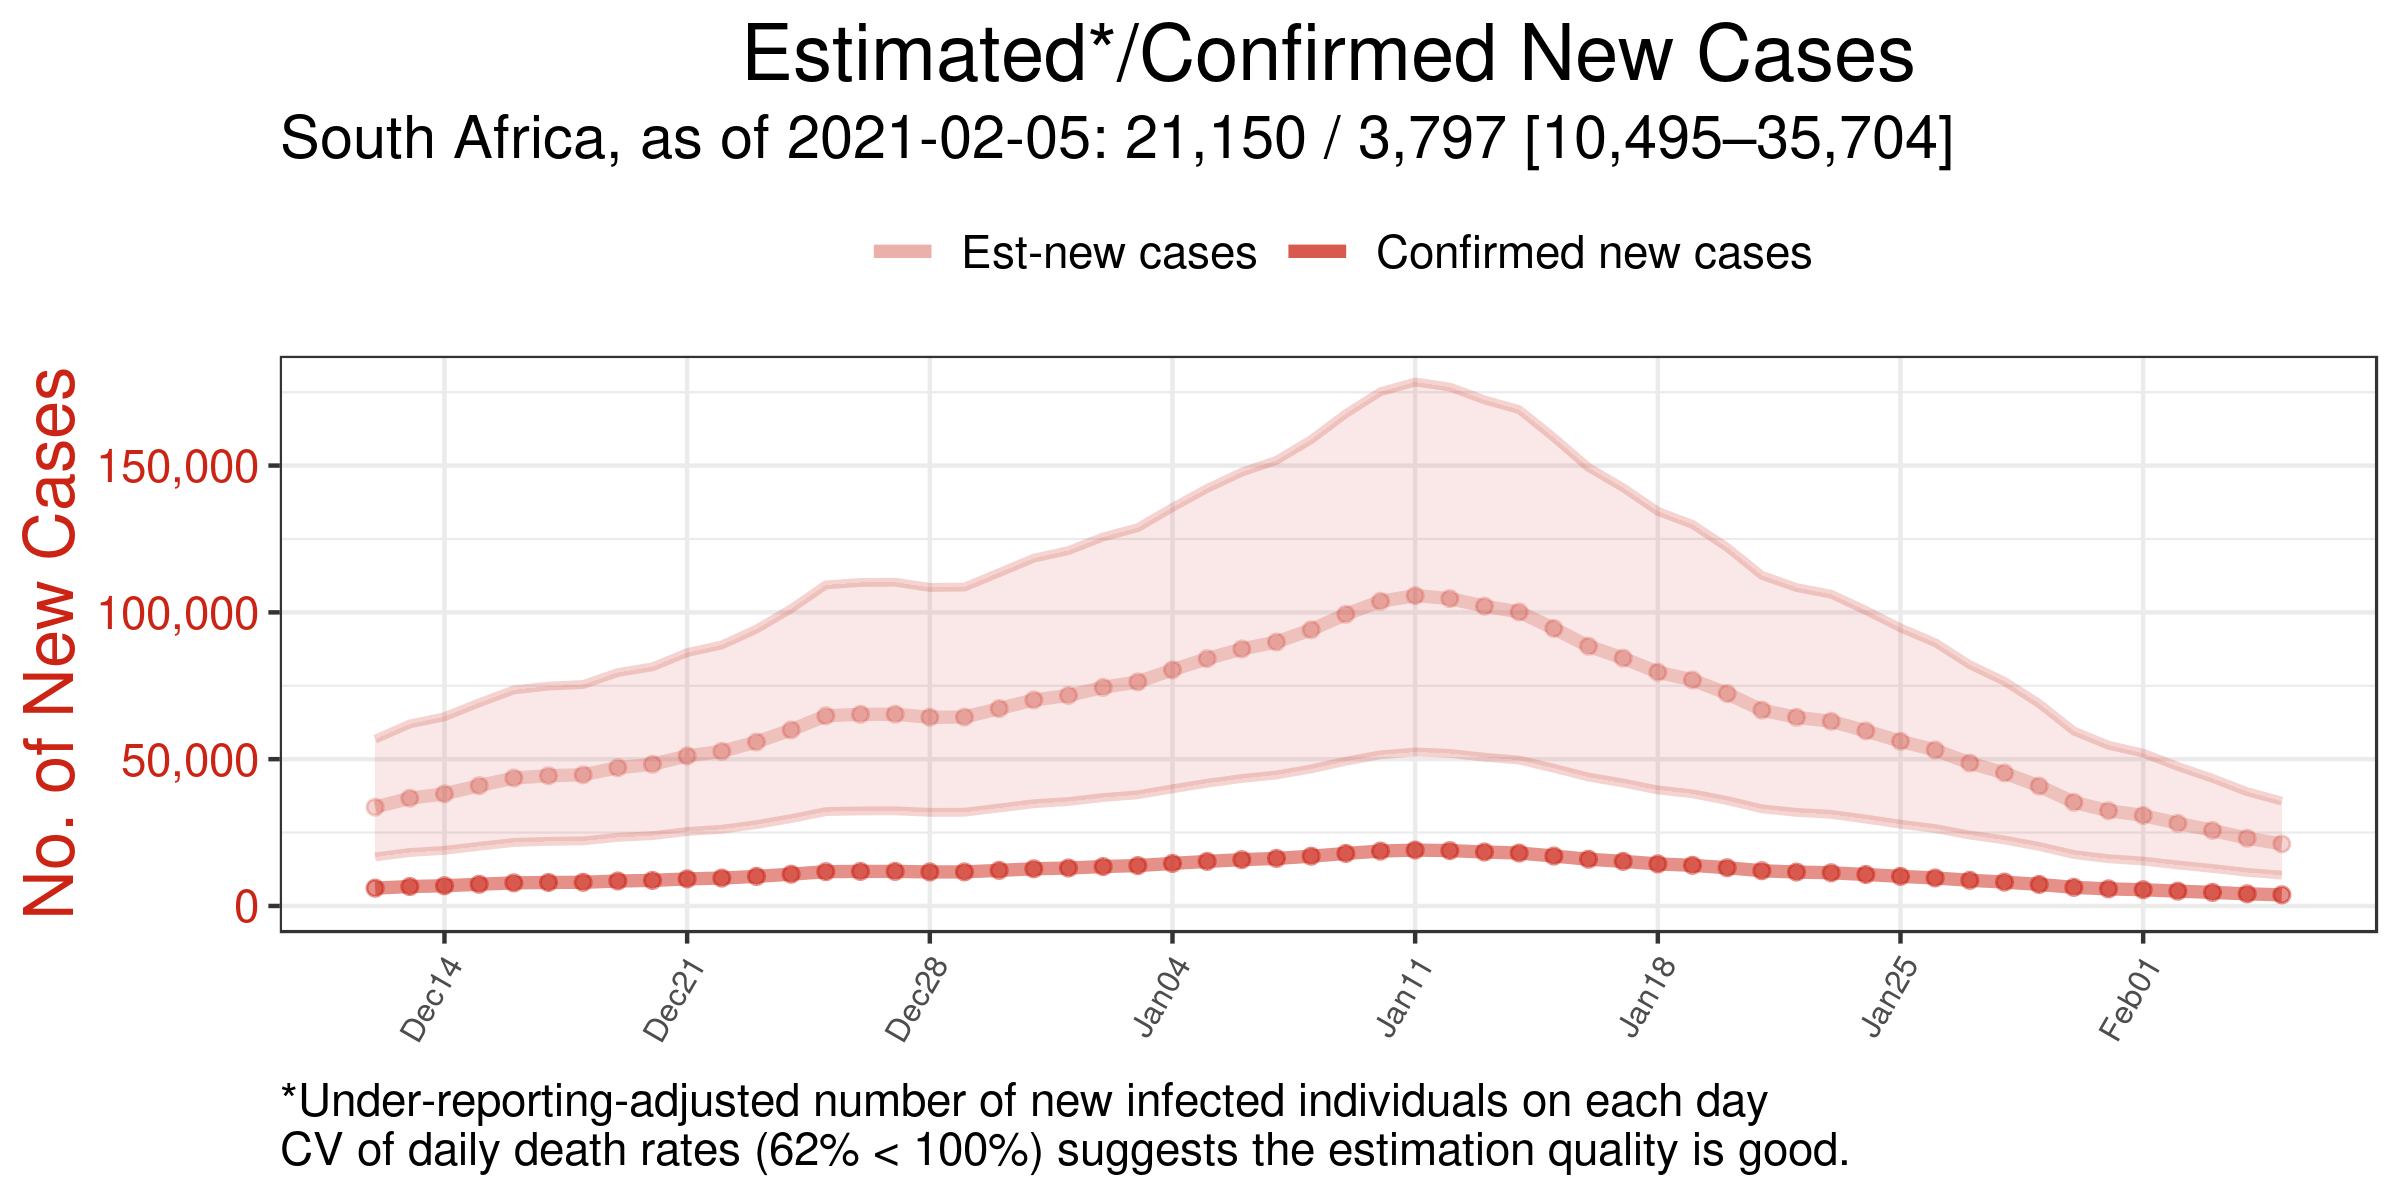 Estimated*/Confirmed New Cases
South Africa, as of 2021-02-05: 21,150 / 3,797 [10,495–35,704]
Est-new cases
Confirmed new cases
No. of New Cases
150,000
100,000
50,000
0
Dec14
Dec21
Dec28
Jan04
Jan11
Jan18
Jan25
Feb01
*Under-reporting-adjusted number of new infected individuals on each day
CV of daily death rates (62% < 100%) suggests the estimation quality is good.